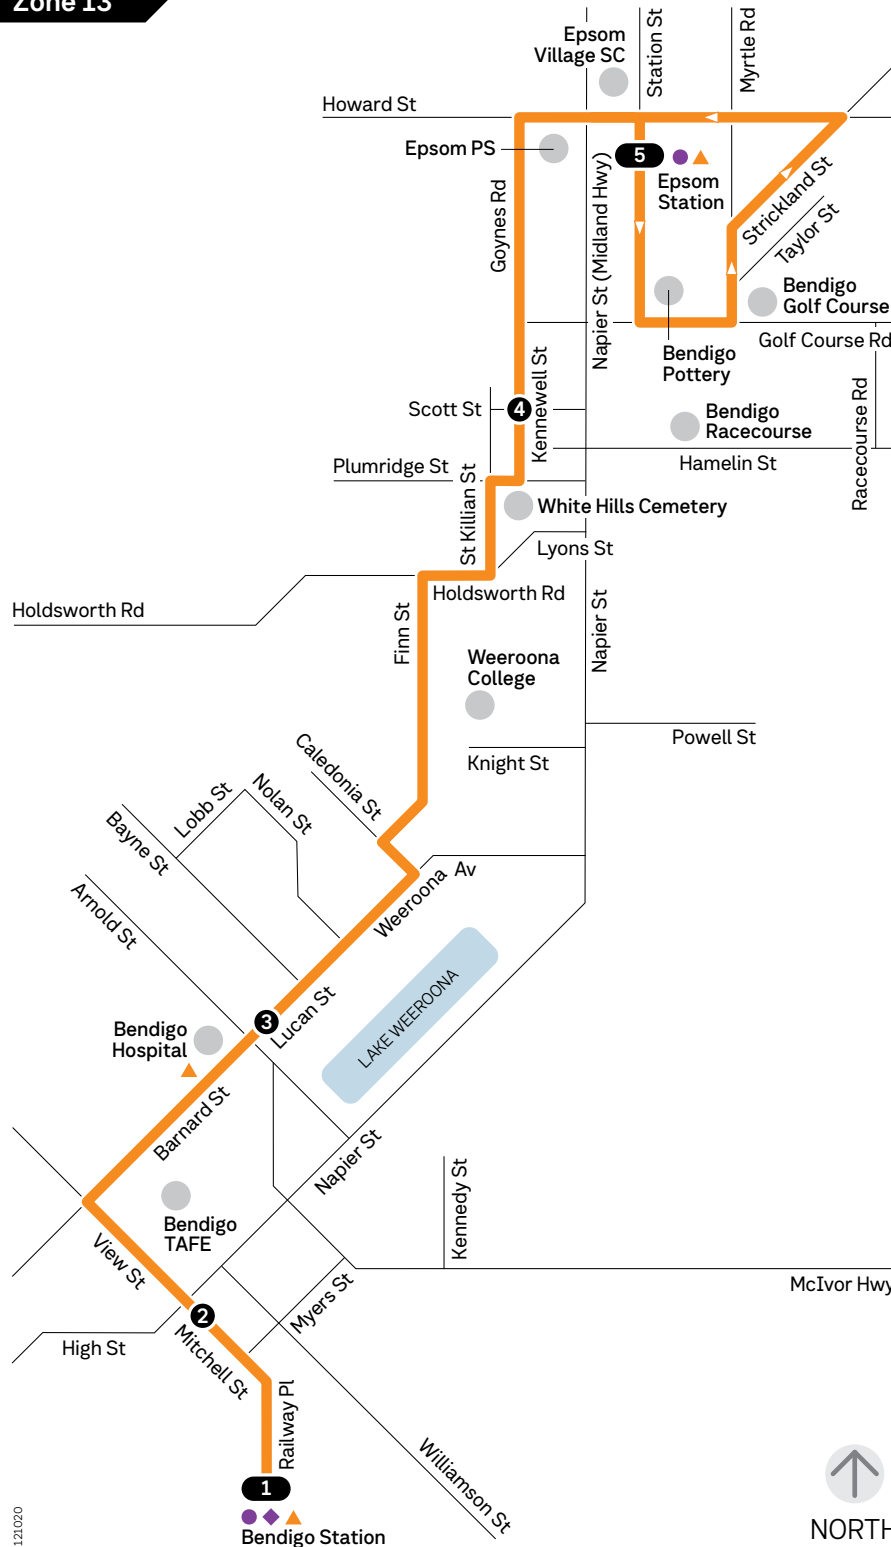 Zone 13
Epsom
Village SC
Station St
Myrtle Rd
Howard St
Epsom PS
5
Epsom
Station
Goynes Rd
Napier St (Midland Hwy)
Strickland St
Taylor St
Bendigo
Golf Course
Golf Course Rd
Bendigo
Pottery
Kennewell St
Scott St
4
Bendigo
Racecourse
Racecourse Rd
Plumridge St
Hamelin St
St Killian St
White Hills Cemetery
Lyons St
Holdsworth Rd
Holdsworth Rd
Finn St
Napier St
Weeroona
College
Powell St
Knight St
Caledonia St
Lobb St
Nolan St
Bayne St
Weeroona Av
Arnold St
LAKE WEEROONA
3
Lucan St
Bendigo
Hospital
Barnard St
Napier St
Kennedy St
Bendigo
TAFE
View St
McIvor Hwy
2
Myers St
High St
Mitchell St
Railway Pl
Williamson St
1
Bendigo Station
NORTH
121020